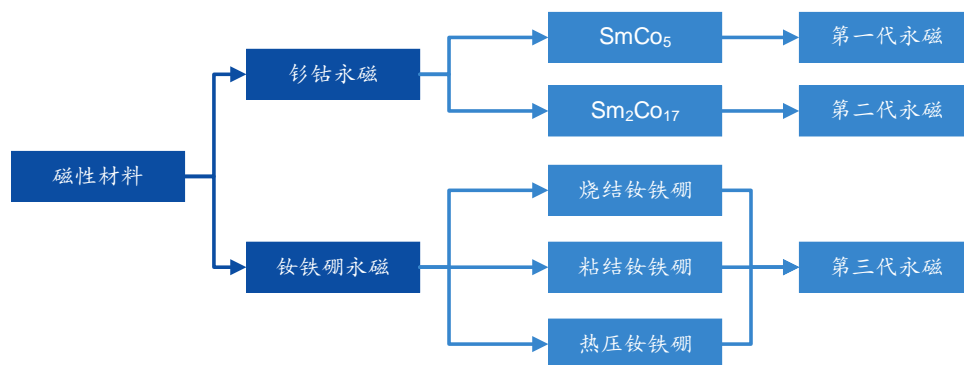 SmCo₅
第一代永磁
钐钴永磁
Sm₂Co₁₇
第二代永磁
磁性材料
烧结钕铁硼
钕铁硼永磁
粘结钕铁硼
第三代永磁
热压钕铁硼